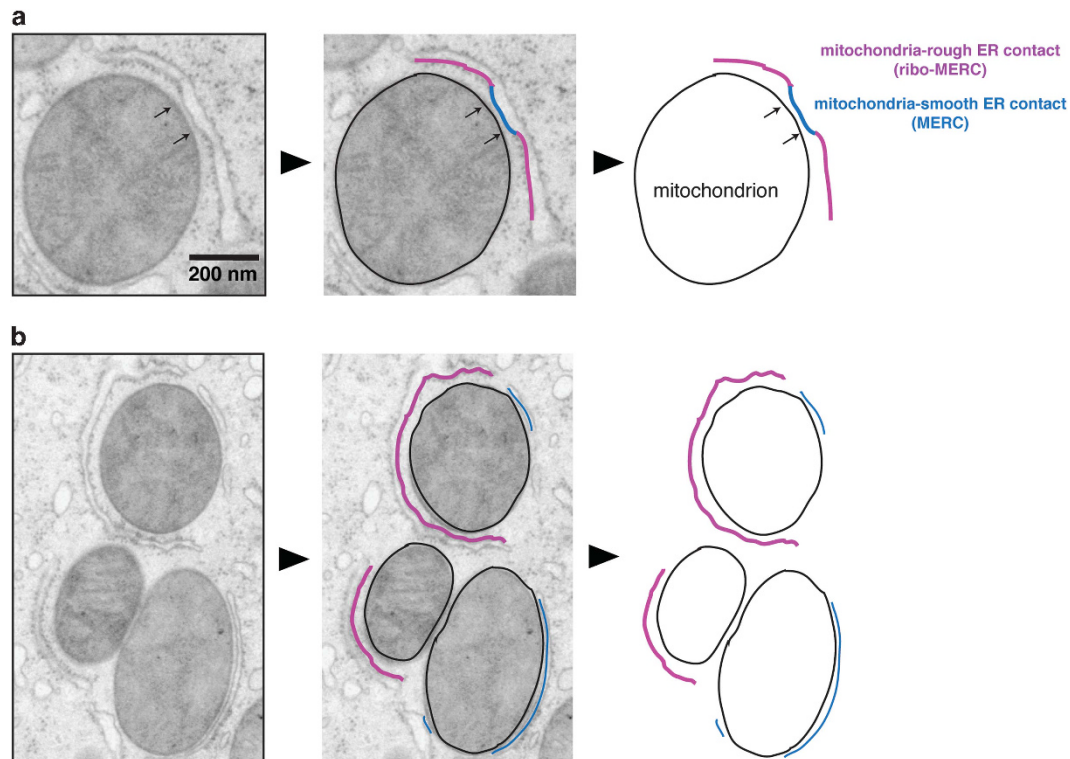 a
mitochondria-rough ER contact
(ribo-MERC)
mitochondria-smooth ER contact
(MERC)
mitochondrion
200 nm
b